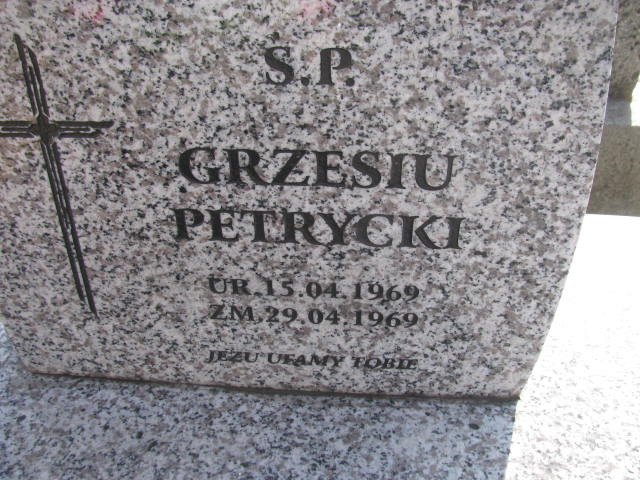 S.P.
GRZESIU
PETRYCKI
UR.15.04.1969
ZM.29.04.1969
JEZU UFAMY TOBIE